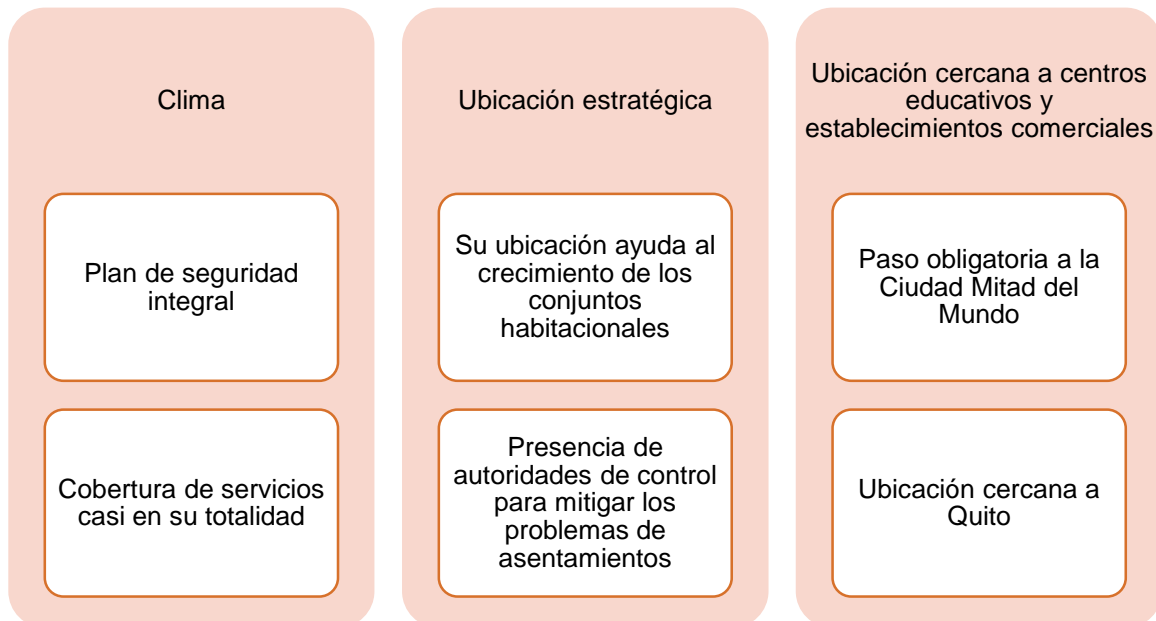 Clima
Plan de seguridad
integral
Cobertura de servicios
casi en su totalidad
Ubicación estratégica
Su ubicación ayuda al
crecimiento de los
conjuntos
habitacionales
Presencia de
autoridades de control
para mitigar los
problemas de
asentamientos
Ubicación cercana a centros
educativos y
establecimientos comerciales
Paso obligatoria a la
Ciudad Mitad del
Mundo
Ubicación cercana a
Quito